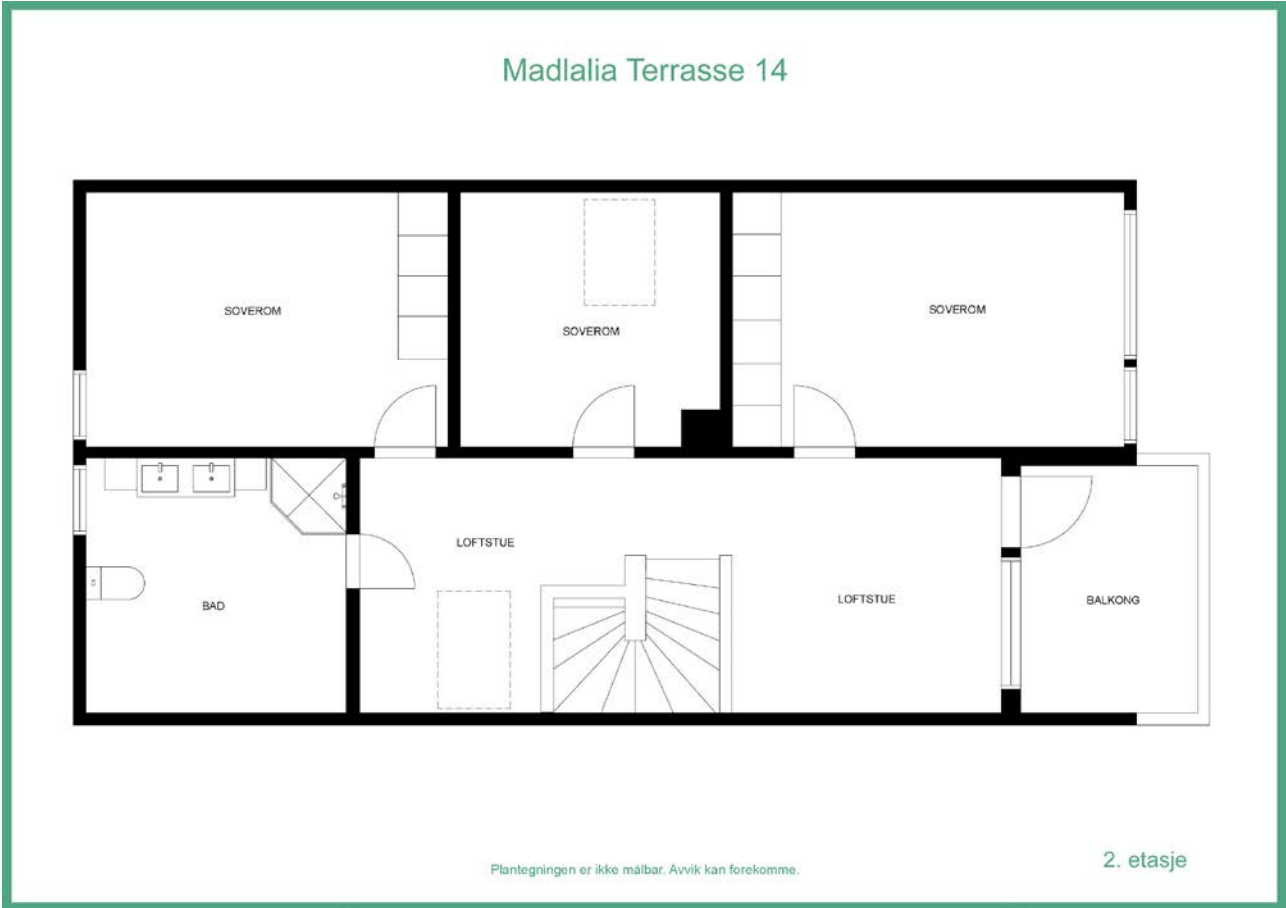 Madlalia Terrasse 14
SOVEROM
SOVEROM
SOVEROM
LOFTSTUE
BAD
LOFTSTUE
BALKONG
Plantegningen er ikke målbar. Avvik kan forekomme.
2. etasje